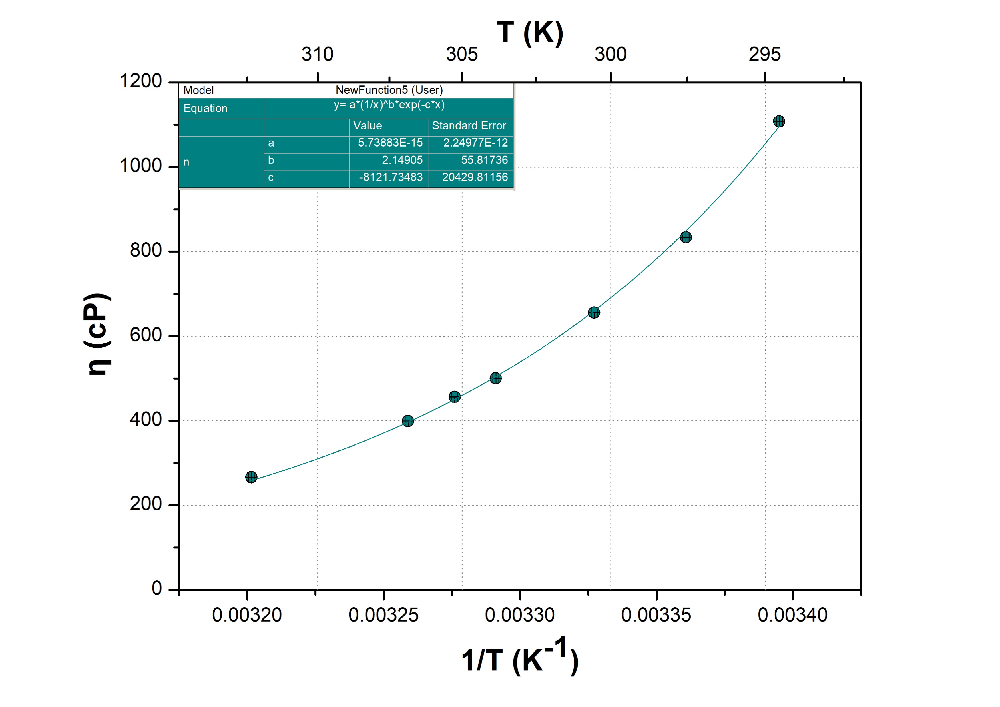 T (K)
310 305 300 295
1200
1000
800
600
400
200
0
η (cP)
Model NewFunction5 (User)
Equation y= a*(1/x)^b*exp(-c*x)
Value Standard Error
n
a 5.73883E-15 2.24977E-12
b 2.14905 55.81736
c -8121.73483 20429.81156
0.00320 0.00325 0.00330 0.00335 0.00340
1/T (K⁻¹)